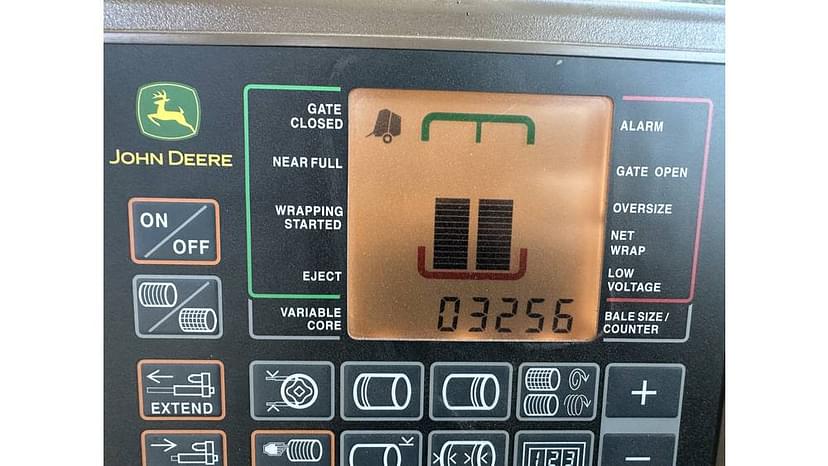 JOHN DEERE
ON
OFF
EXTEND
GATE
CLOSED
NEAR FULL
WRAPPING
STARTED
EJECT
VARIABLE
CORE
03256
ALARM
GATE OPEN
OVERSIZE
NET
WRAP
LOW
VOLTAGE
BALE SIZE /
COUNTER
+
−
123